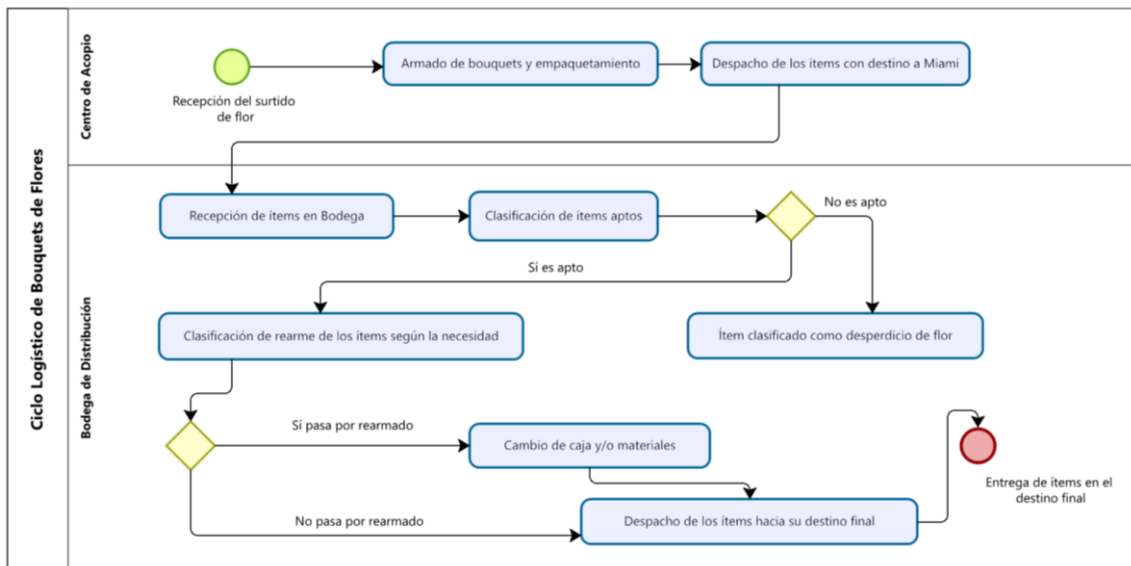 Ciclo Logístico de Bouquets de Flores
Centro de Acopio
Recepción del surtido
de flor
Armado de bouquets y empaquetamiento
Despacho de los ítems con destino a Miami
Bodega de Distribución
Recepción de ítems en Bodega
Clasificación de ítems aptos
No es apto
Sí es apto
Clasificación de rearme de los ítems según la necesidad
Ítem clasificado como desperdicio de flor
Sí pasa por rearmado
Cambio de caja y/o materiales
No pasa por rearmado
Despacho de los ítems hacia su destino final
Entrega de ítems en el
destino final